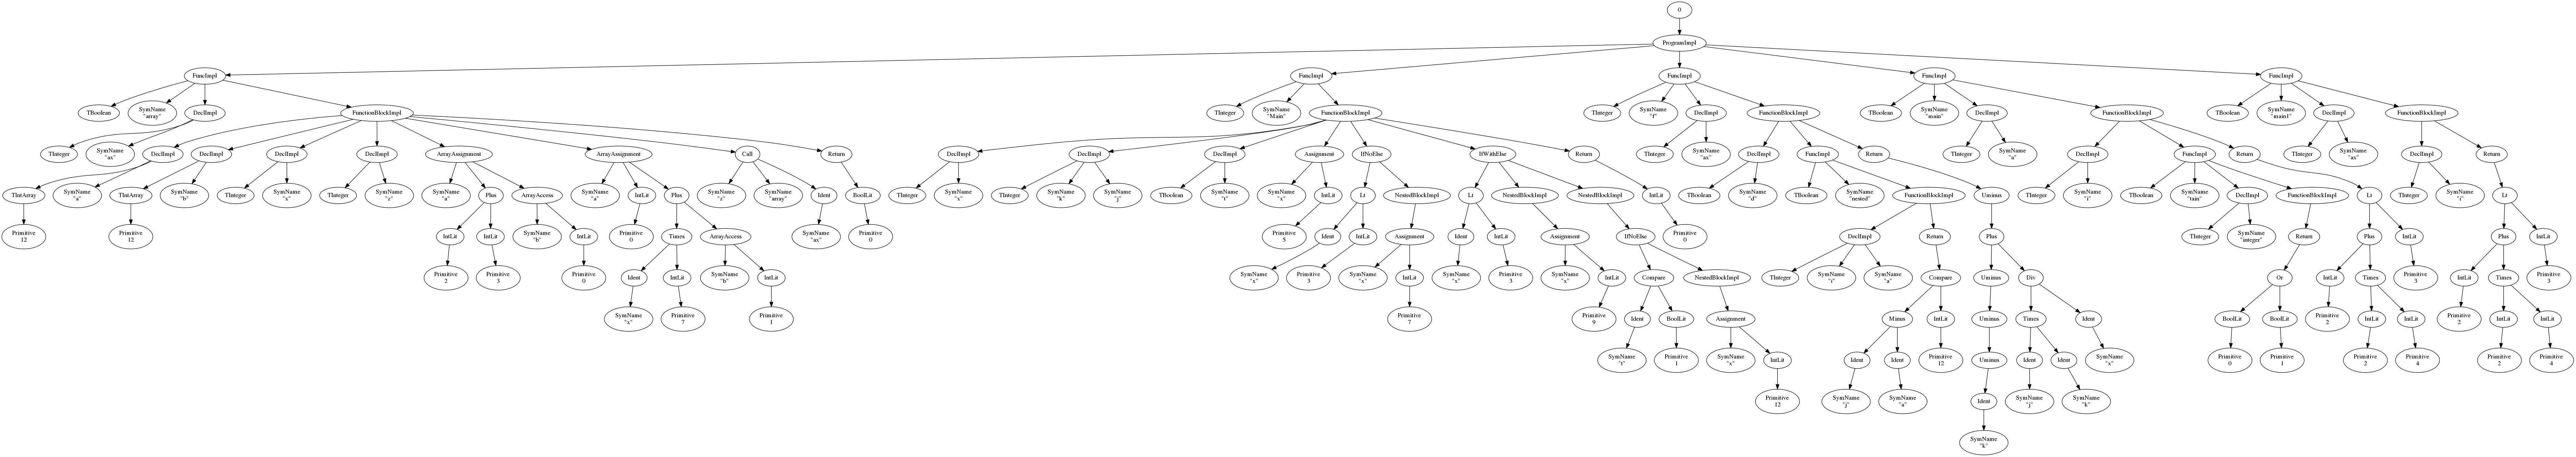 0
ProgramImpl
FuncImpl FuncImpl FuncImpl FuncImpl FuncImpl
TBoolean SymName "array" DeclImpl FunctionBlockImpl TInteger SymName "Main" FunctionBlockImpl TInteger SymName "f" DeclImpl FunctionBlockImpl TBoolean SymName "main" DeclImpl FunctionBlockImpl TBoolean SymName "main1" DeclImpl FunctionBlockImpl
TInteger SymName "ax" DeclImpl DeclImpl DeclImpl DeclImpl ArrayAssignment ArrayAssignment Call Return DeclImpl DeclImpl DeclImpl Assignment IfNoElse IfWithElse Return TInteger SymName "ax" DeclImpl FuncImpl Return TInteger SymName "a" DeclImpl FuncImpl Return TInteger SymName "ax" DeclImpl Return
TIntArray SymName "a" TIntArray SymName "b" TInteger SymName "x" TInteger SymName "z" SymName "a" Plus ArrayAccess SymName "a" IntLit Plus SymName "z" SymName "array" Ident BoolLit TInteger SymName "x" TInteger SymName "k" SymName "j" TBoolean SymName "t" SymName "x" IntLit Lt NestedBlockImpl Lt NestedBlockImpl NestedBlockImpl IntLit TBoolean SymName "d" TBoolean SymName "nested" FunctionBlockImpl Uminus TInteger SymName "i" TBoolean SymName "tain" DeclImpl FunctionBlockImpl Lt TInteger SymName "i" Lt
Primitive 12 Primitive 12 IntLit IntLit SymName "b" IntLit Primitive 0 Times ArrayAccess SymName "ax" Primitive 0 Primitive 5 Ident IntLit Assignment Ident IntLit Assignment IfNoElse Primitive 0 DeclImpl Return Plus TInteger SymName "integer" Return Plus IntLit Plus IntLit
Primitive 2 Primitive 3 Primitive 0 Ident IntLit SymName "b" IntLit SymName "x" Primitive 3 SymName "x" IntLit SymName "x" Primitive 3 SymName "x" IntLit Compare NestedBlockImpl TInteger SymName "i" SymName "a" Compare Uminus Div Or IntLit Times Primitive 3 IntLit Times Primitive 3
SymName "x" Primitive 7 Primitive 1 Primitive 7 Primitive 9 Ident BoolLit Assignment Minus IntLit Uminus Times Ident BoolLit BoolLit Primitive 2 IntLit IntLit Primitive 2 IntLit IntLit
SymName "t" Primitive 1 SymName "x" IntLit Ident Ident Primitive 12 Uminus Ident Ident SymName "x" Primitive 0 Primitive 1 Primitive 2 Primitive 4 Primitive 2 Primitive 4
Primitive 12 SymName "j" SymName "a" Ident SymName "j" SymName "k"
SymName "k"